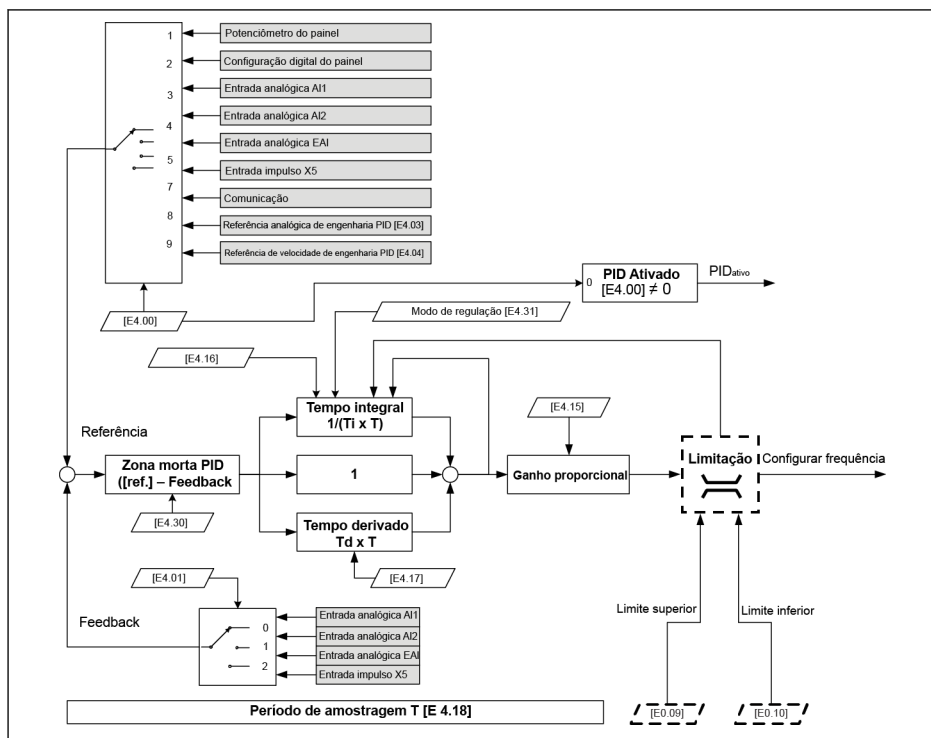 1
Potenciômetro do painel
2
Configuração digital do painel
3
Entrada analógica AI1
4
Entrada analógica AI2
Entrada analógica EAI
5
Entrada impulso X5
7
Comunicação
8
Referência analógica de engenharia PID [E4.03]
9
Referência de velocidade de engenharia PID [E4.04]
[E4.00]
0
PID Ativado
[E4.00] ≠ 0
PIDativo
Modo de regulação [E4.31]
[E4.16]
Tempo integral
1/(Ti x T)
[E4.15]
Referência
Zona morta PID
([ref.] – Feedback
1
Ganho proporcional
Limitação
Configurar frequência
[E4.30]
Tempo derivado
Td x T
[E4.17]
[E4.01]
Feedback
0
1
2
Entrada analógica AI1
Entrada analógica AI2
Entrada analógica EAI
Entrada impulso X5
Limite superior
Limite inferior
Período de amostragem T [E 4.18]
[E0.09]
[E0.10]